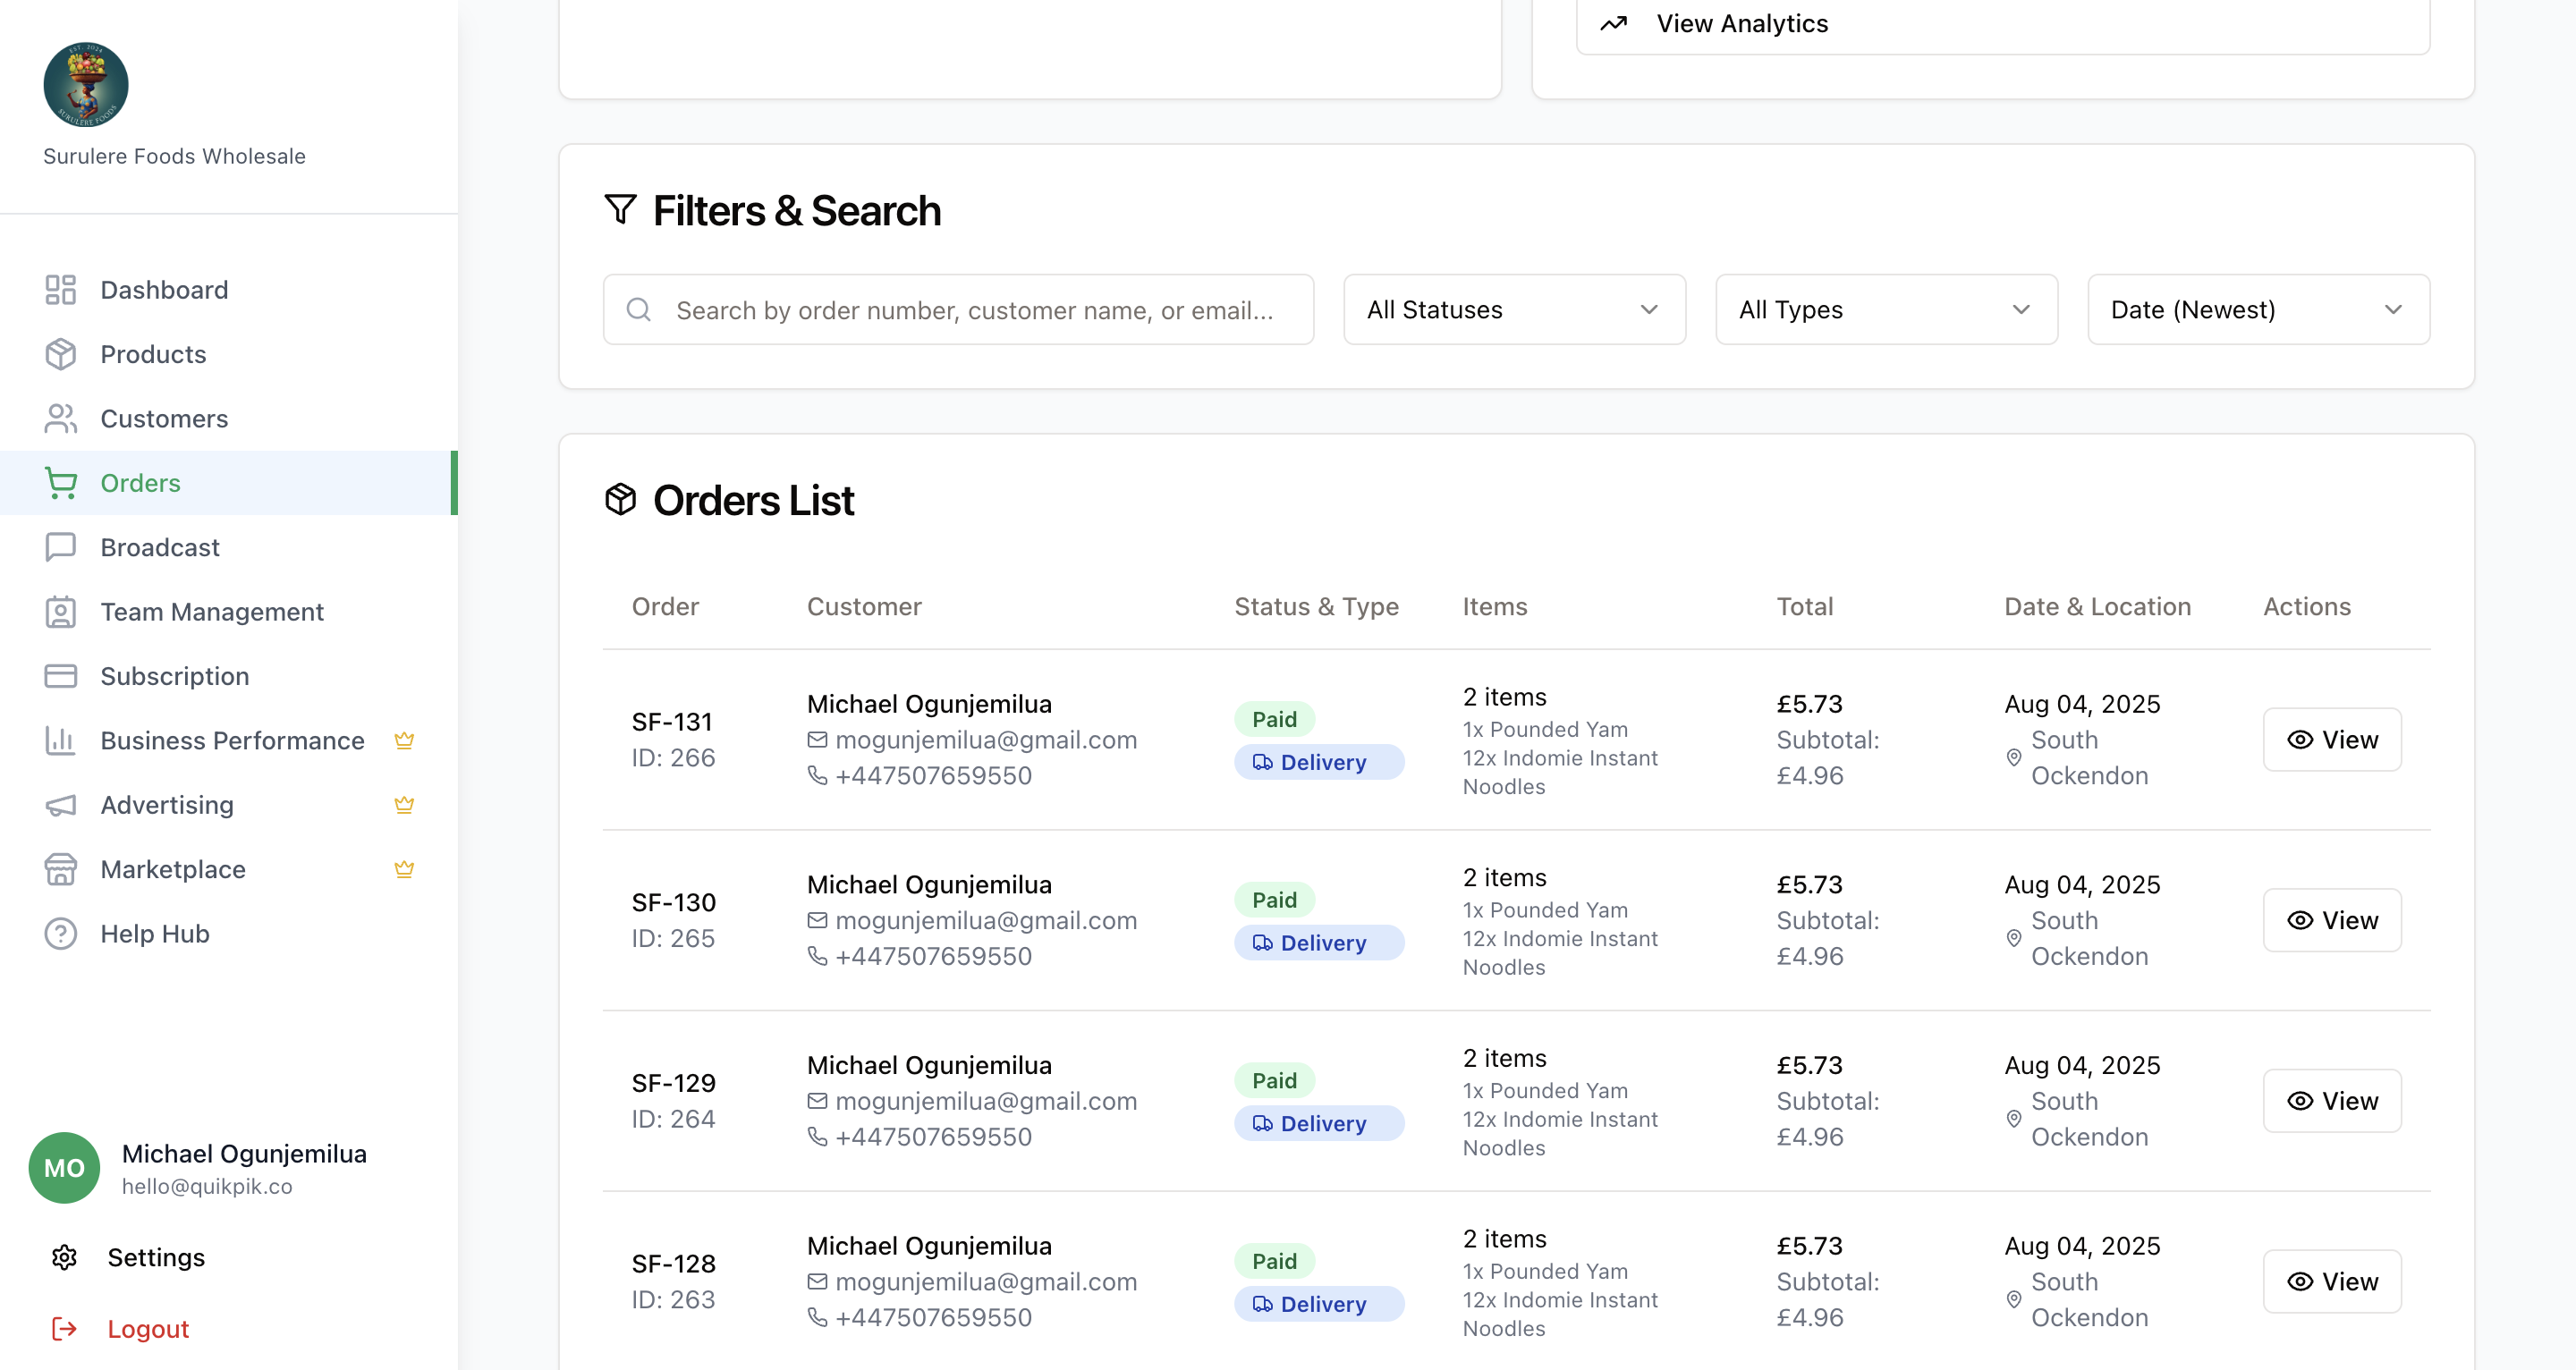 EST. 2024
SURULERE FOODS
Surulere Foods Wholesale
Dashboard
Products
Customers
Orders
Broadcast
Team Management
Subscription
Business Performance
Advertising
Marketplace
Help Hub
MO
Michael Ogunjemilua
hello@quikpik.co
Settings
Logout
View Analytics
Filters & Search
Search by order number, customer name, or email...
All Statuses
All Types
Date (Newest)
Orders List
Order Customer Status & Type Items Total Date & Location Actions
SF-131
ID: 266
Michael Ogunjemilua
mogunjemilua@gmail.com
+447507659550
Paid
Delivery
2 items
1x Pounded Yam
12x Indomie Instant
Noodles
£5.73
Subtotal:
£4.96
Aug 04, 2025
South
Ockendon
View
SF-130
ID: 265
Michael Ogunjemilua
mogunjemilua@gmail.com
+447507659550
Paid
Delivery
2 items
1x Pounded Yam
12x Indomie Instant
Noodles
£5.73
Subtotal:
£4.96
Aug 04, 2025
South
Ockendon
View
SF-129
ID: 264
Michael Ogunjemilua
mogunjemilua@gmail.com
+447507659550
Paid
Delivery
2 items
1x Pounded Yam
12x Indomie Instant
Noodles
£5.73
Subtotal:
£4.96
Aug 04, 2025
South
Ockendon
View
SF-128
ID: 263
Michael Ogunjemilua
mogunjemilua@gmail.com
+447507659550
Paid
Delivery
2 items
1x Pounded Yam
12x Indomie Instant
Noodles
£5.73
Subtotal:
£4.96
Aug 04, 2025
South
Ockendon
View